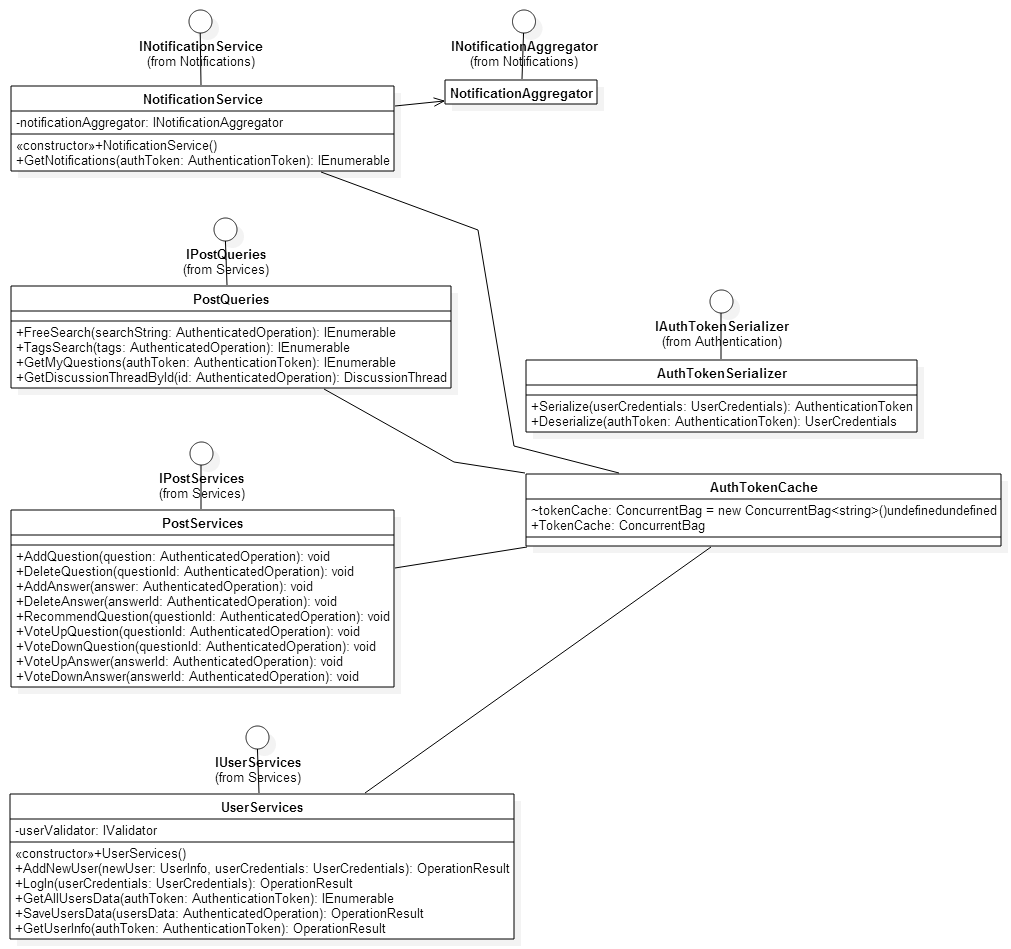 INotificationService
(from Notifications)
NotificationService
-notificationAggregator: INotificationAggregator
«constructor»+NotificationService()
+GetNotifications(authToken: AuthenticationToken): IEnumerable
INotificationAggregator
(from Notifications)
NotificationAggregator
IPostQueries
(from Services)
PostQueries
+FreeSearch(searchString: AuthenticatedOperation): IEnumerable
+TagsSearch(tags: AuthenticatedOperation): IEnumerable
+GetMyQuestions(authToken: AuthenticationToken): IEnumerable
+GetDiscussionThreadById(id: AuthenticatedOperation): DiscussionThread
IAuthTokenSerializer
(from Authentication)
AuthTokenSerializer
+Serialize(userCredentials: UserCredentials): AuthenticationToken
+Deserialize(authToken: AuthenticationToken): UserCredentials
IPostServices
(from Services)
PostServices
+AddQuestion(question: AuthenticatedOperation): void
+DeleteQuestion(questionId: AuthenticatedOperation): void
+AddAnswer(answer: AuthenticatedOperation): void
+DeleteAnswer(answerId: AuthenticatedOperation): void
+RecommendQuestion(questionId: AuthenticatedOperation): void
+VoteUpQuestion(questionId: AuthenticatedOperation): void
+VoteDownQuestion(questionId: AuthenticatedOperation): void
+VoteUpAnswer(answerId: AuthenticatedOperation): void
+VoteDownAnswer(answerId: AuthenticatedOperation): void
AuthTokenCache
~tokenCache: ConcurrentBag = new ConcurrentBag<string>()undefinedundefined
+TokenCache: ConcurrentBag
IUserServices
(from Services)
UserServices
-userValidator: IValidator
«constructor»+UserServices()
+AddNewUser(newUser: UserInfo, userCredentials: UserCredentials): OperationResult
+LogIn(userCredentials: UserCredentials): OperationResult
+GetAllUsersData(authToken: AuthenticationToken): IEnumerable
+SaveUsersData(usersData: AuthenticatedOperation): OperationResult
+GetUserInfo(authToken: AuthenticationToken): OperationResult